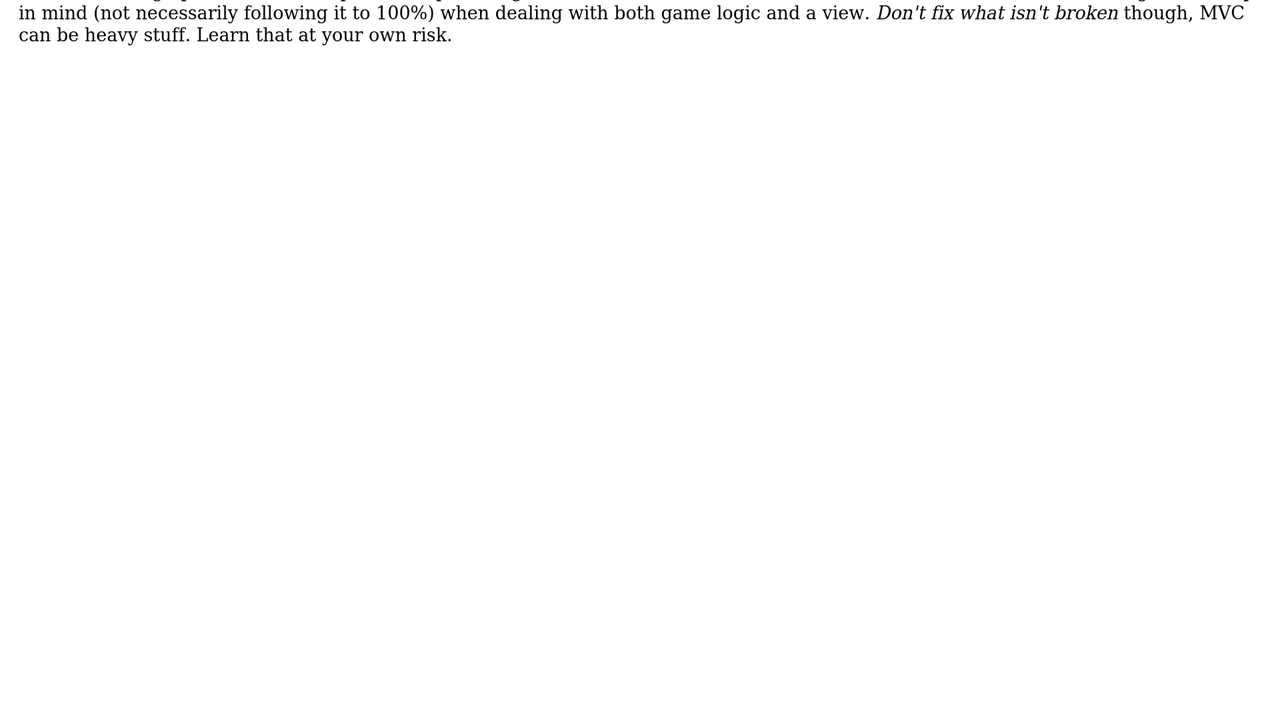 in mind (not necessarily following it to 100%) when dealing with both game logic and a view. Don't fix what isn't broken though, MVC
can be heavy stuff. Learn that at your own risk.